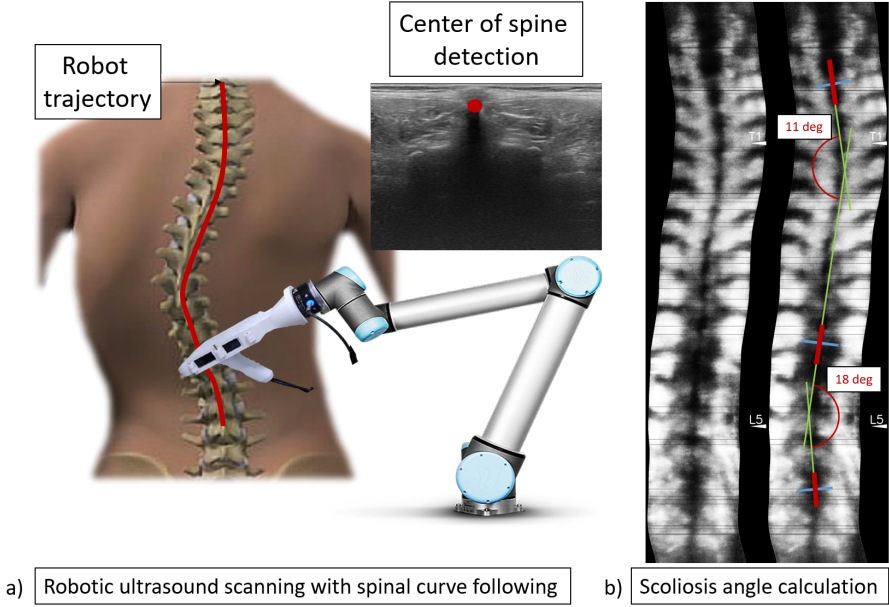 Robot
trajectory
Center of spine
detection
11 deg
T1
T1
18 deg
L5
L5
a) Robotic ultrasound scanning with spinal curve following
b) Scoliosis angle calculation